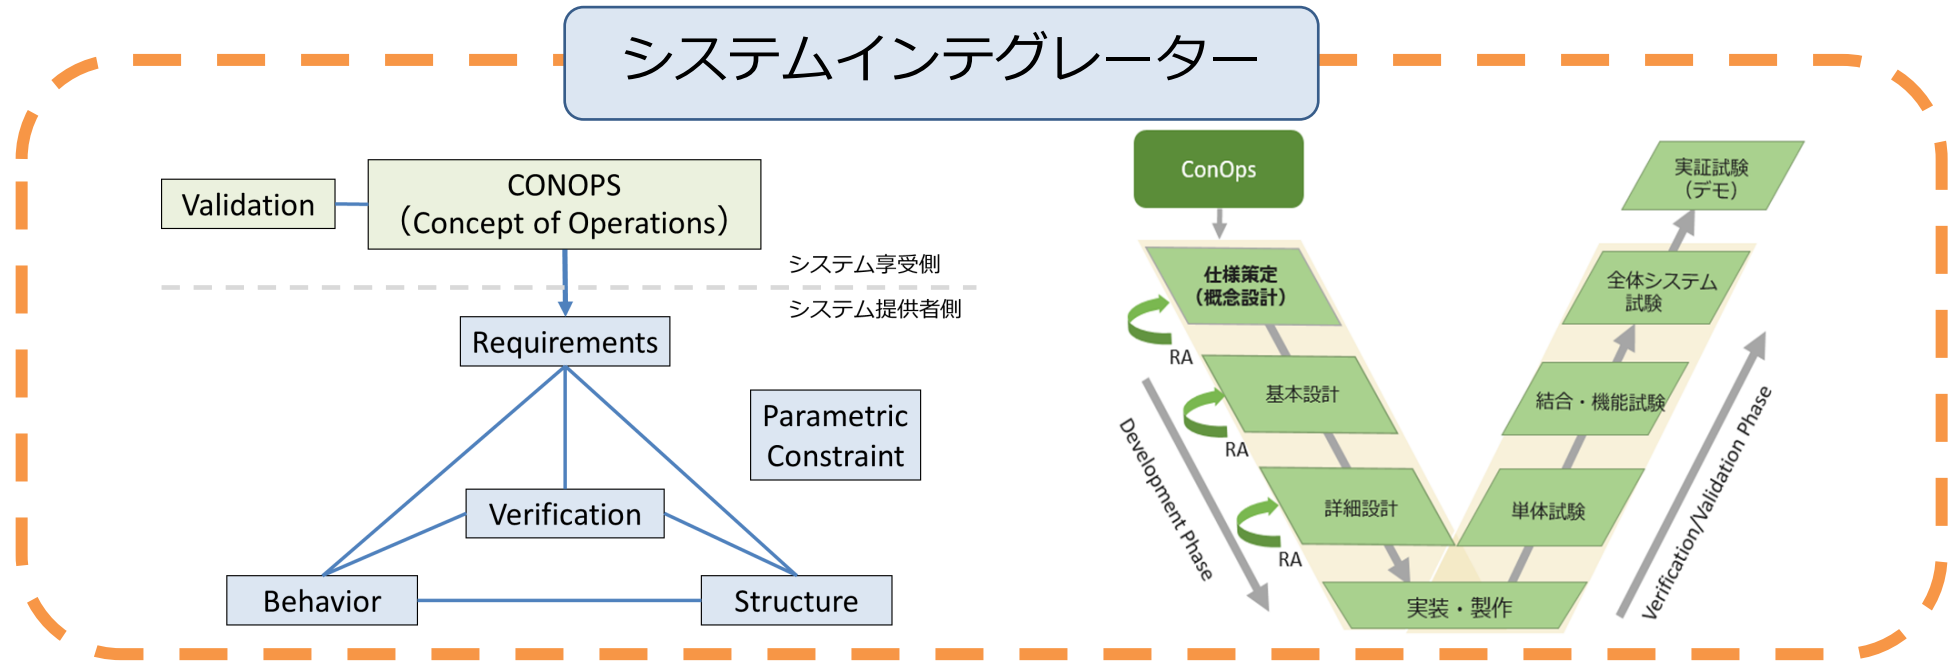 システムインテグレーター
Validation
CONOPS
（Concept of Operations）
システム享受側
システム提供者側
Requirements
Parametric
Constraint
Verification
Behavior
Structure
ConOps
仕様策定
（概念設計）
RA
基本設計
RA
詳細設計
RA
Development Phase
実装・製作
実証試験
（デモ）
全体システム
試験
結合・機能試験
単体試験
Verification/Validation Phase